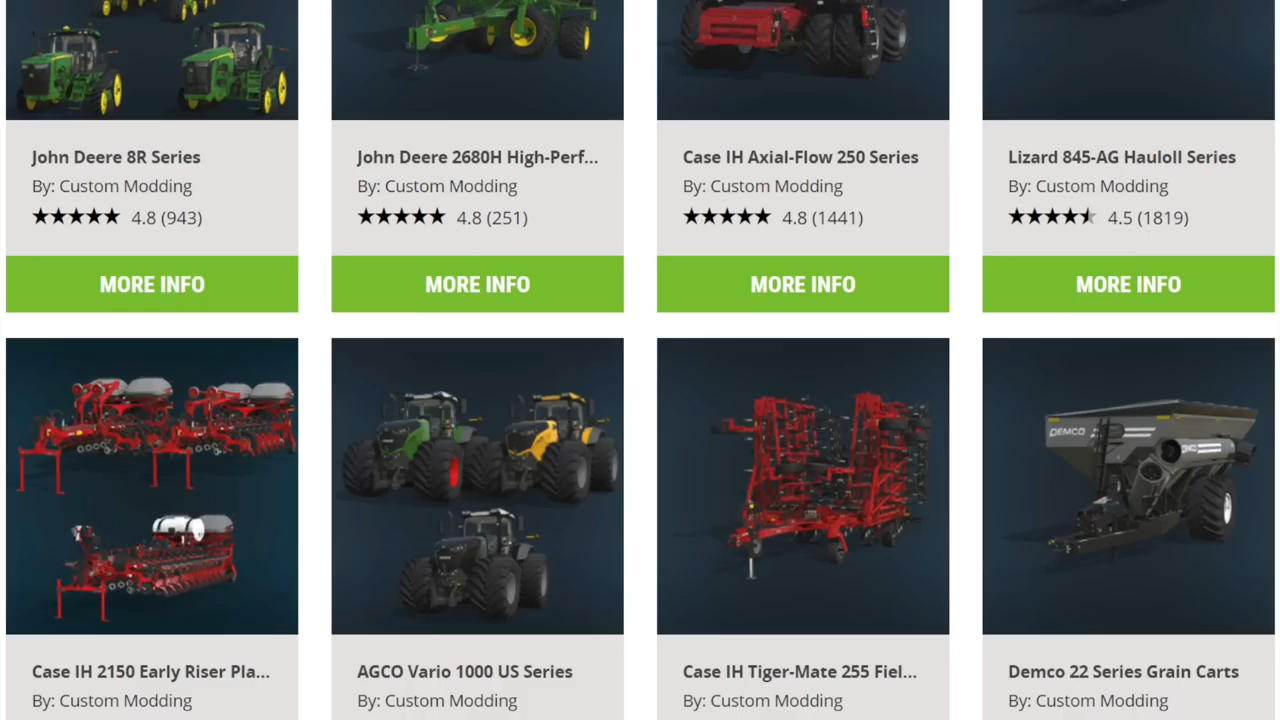 John Deere 8R Series
By: Custom Modding
4.8 (943)
MORE INFO
John Deere 2680H High-Perf...
By: Custom Modding
4.8 (251)
MORE INFO
Case IH Axial-Flow 250 Series
By: Custom Modding
4.8 (1441)
MORE INFO
Lizard 845-AG Hauloll Series
By: Custom Modding
4.5 (1819)
MORE INFO
Case IH 2150 Early Riser Pla...
By: Custom Modding
AGCO Vario 1000 US Series
By: Custom Modding
Case IH Tiger-Mate 255 Fiel...
By: Custom Modding
DEMCO
Demco 22 Series Grain Carts
By: Custom Modding